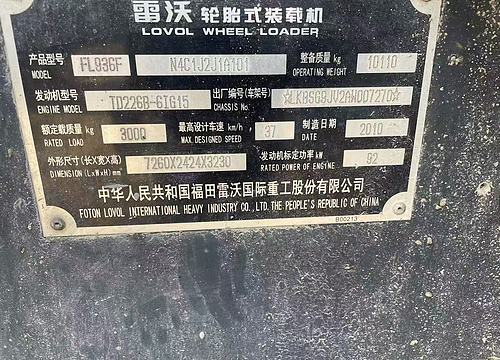 雷沃 轮胎式装载机
LOVOL WHEEL LOADER
产品型号 FL936F N4C1J2J1A101 整备质量 kg 10110
MODEL
发动机型号 TD226B-6IG15 出厂编号(车架号)
ENGINE MODEL CHASSIS No.
额定载质量 kg 3000 最高设计车速 km/h 37 制造日期 2010
RATED LOAD MAX.DESIGNED SPEED DATE
外形尺寸(长X宽X高) 7260X2424X3230 发动机标定功率 kW 92
DIMENSION (LxWxH) mm RATED POWER OF ENGINE
中华人民共和国福田雷沃国际重工股份有限公司
FOTON LOVOL INTERNATIONAL HEAVY INDUSTRY CO., LTD. THE PEOPLE'S REPUBLIC OF CHINA
B00213